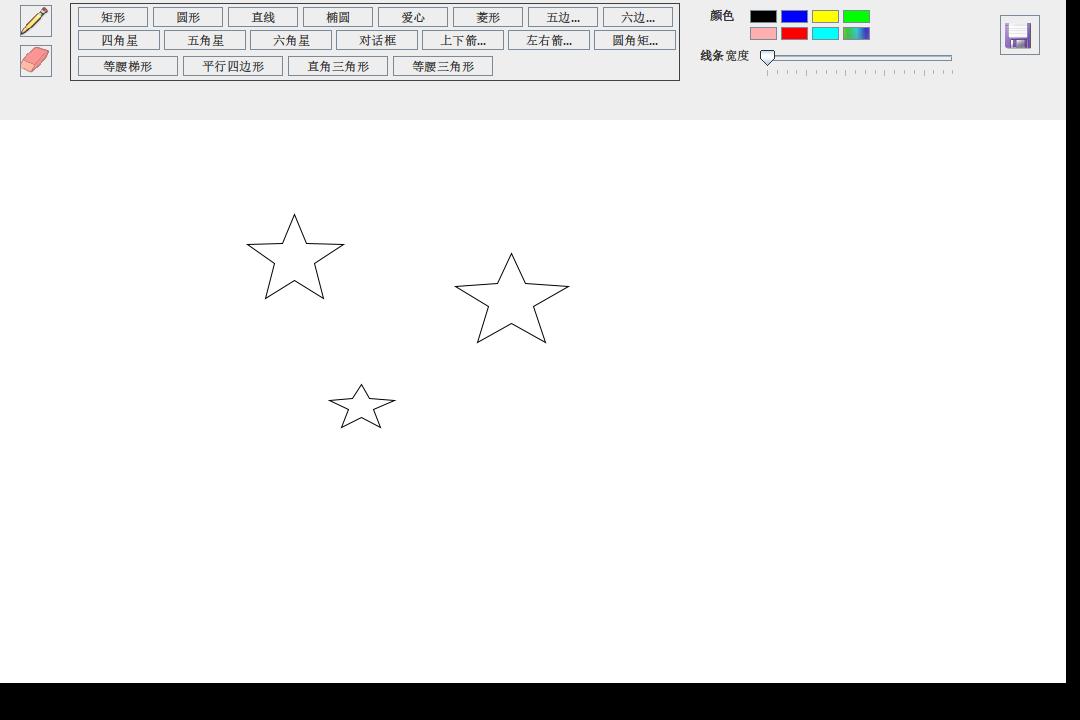 矩形 圆形 直线 椭圆 爱心 菱形 五边... 六边...
四角星 五角星 六角星 对话框 上下箭... 左右箭... 圆角矩...
等腰梯形 平行四边形 直角三角形 等腰三角形
颜色
线条宽度